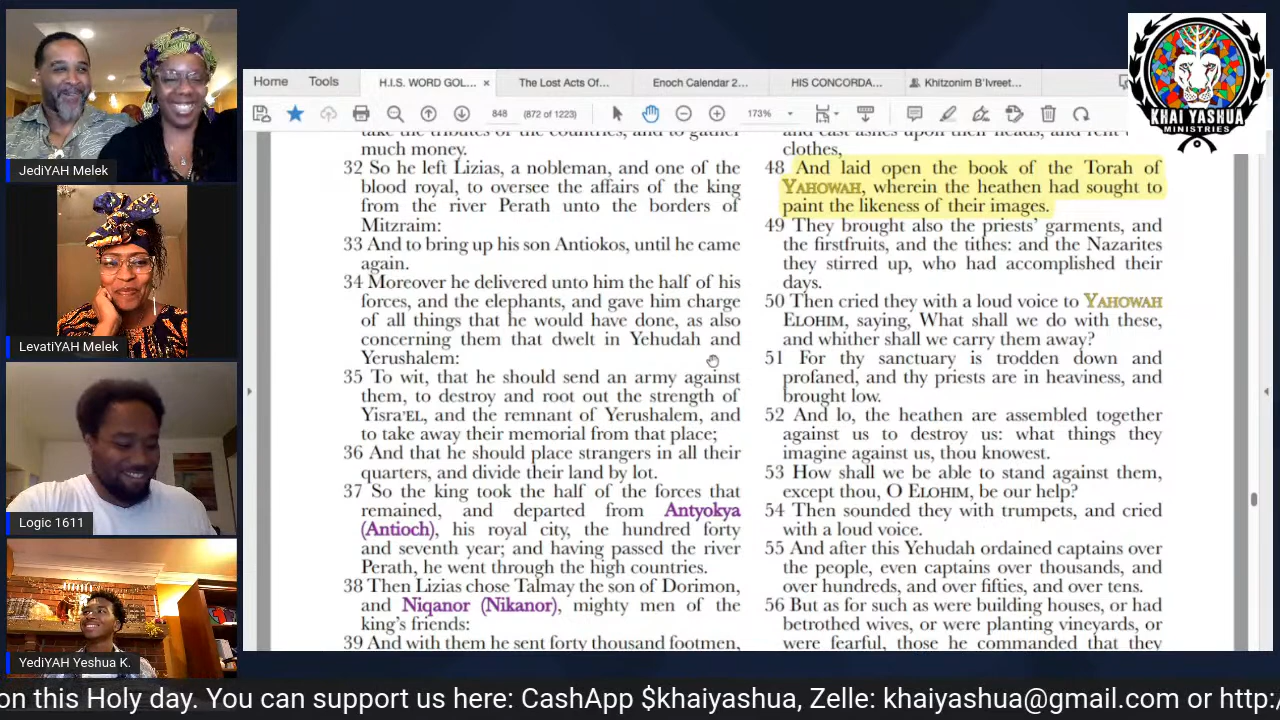 JediYAH Melek
LevatiYAH Melek
Logic 1611
YediYAH Yeshua K.
KHAI YASHUA
MINISTRIES
Home Tools H.I.S. WORD GOL... × The Lost Acts Of... Enoch Calendar 2... HIS CONCORDA... Khitzonim B'Ivreet...
848 (872 of 1223) 173%
take the tributes of the countries, and to gather
much money.
32 So he left Lizias, a nobleman, and one of the
blood royal, to oversee the affairs of the king
from the river Perath unto the borders of
Mitzraim:
33 And to bring up his son Antiokos, until he came
again.
34 Moreover he delivered unto him the half of his
forces, and the elephants, and gave him charge
of all things that he would have done, as also
concerning them that dwelt in Yehudah and
Yerushalem:
35 To wit, that he should send an army against
them, to destroy and root out the strength of
Yisra'EL, and the remnant of Yerushalem, and
to take away their memorial from that place;
36 And that he should place strangers in all their
quarters, and divide their land by lot.
37 So the king took the half of the forces that
remained, and departed from Antyokya
(Antioch), his royal city, the hundred forty
and seventh year; and having passed the river
Perath, he went through the high countries.
38 Then Lizias chose Talmay the son of Dorimon,
and Niqanor (Nikanor), mighty men of the
king's friends:
39 And with them he sent forty thousand footmen,
and cast ashes upon their heads, and rent
clothes,
48 And laid open the book of the Torah of
YAHOWAH, wherein the heathen had sought to
paint the likeness of their images.
49 They brought also the priests' garments, and
the firstfruits, and the tithes: and the Nazarites
they stirred up, who had accomplished their
days.
50 Then cried they with a loud voice to YAHOWAH
ELOHIM, saying, What shall we do with these,
and whither shall we carry them away?
51 For thy sanctuary is trodden down and
profaned, and thy priests are in heaviness, and
brought low.
52 And lo, the heathen are assembled together
against us to destroy us: what things they
imagine against us, thou knowest.
53 How shall we be able to stand against them,
except thou, O ELOHIM, be our help?
54 Then sounded they with trumpets, and cried
with a loud voice.
55 And after this Yehudah ordained captains over
the people, even captains over thousands, and
over hundreds, and over fifties, and over tens.
56 But as for such as were building houses, or had
betrothed wives, or were planting vineyards, or
were fearful, those he commanded that they
on this Holy day. You can support us here: CashApp $khaiyashua, Zelle: khaiyashua@gmail.com or http:/